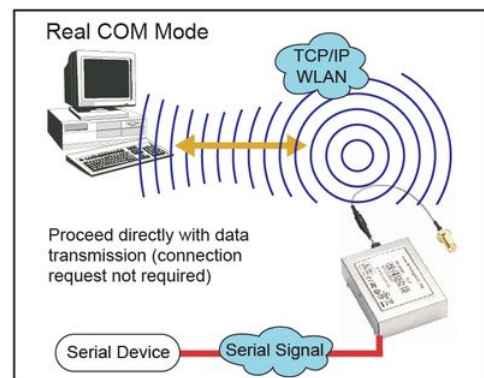 Real COM Mode
TCP/IP
WLAN
Proceed directly with data
transmission (connection
request not required)
Serial Device
Serial Signal